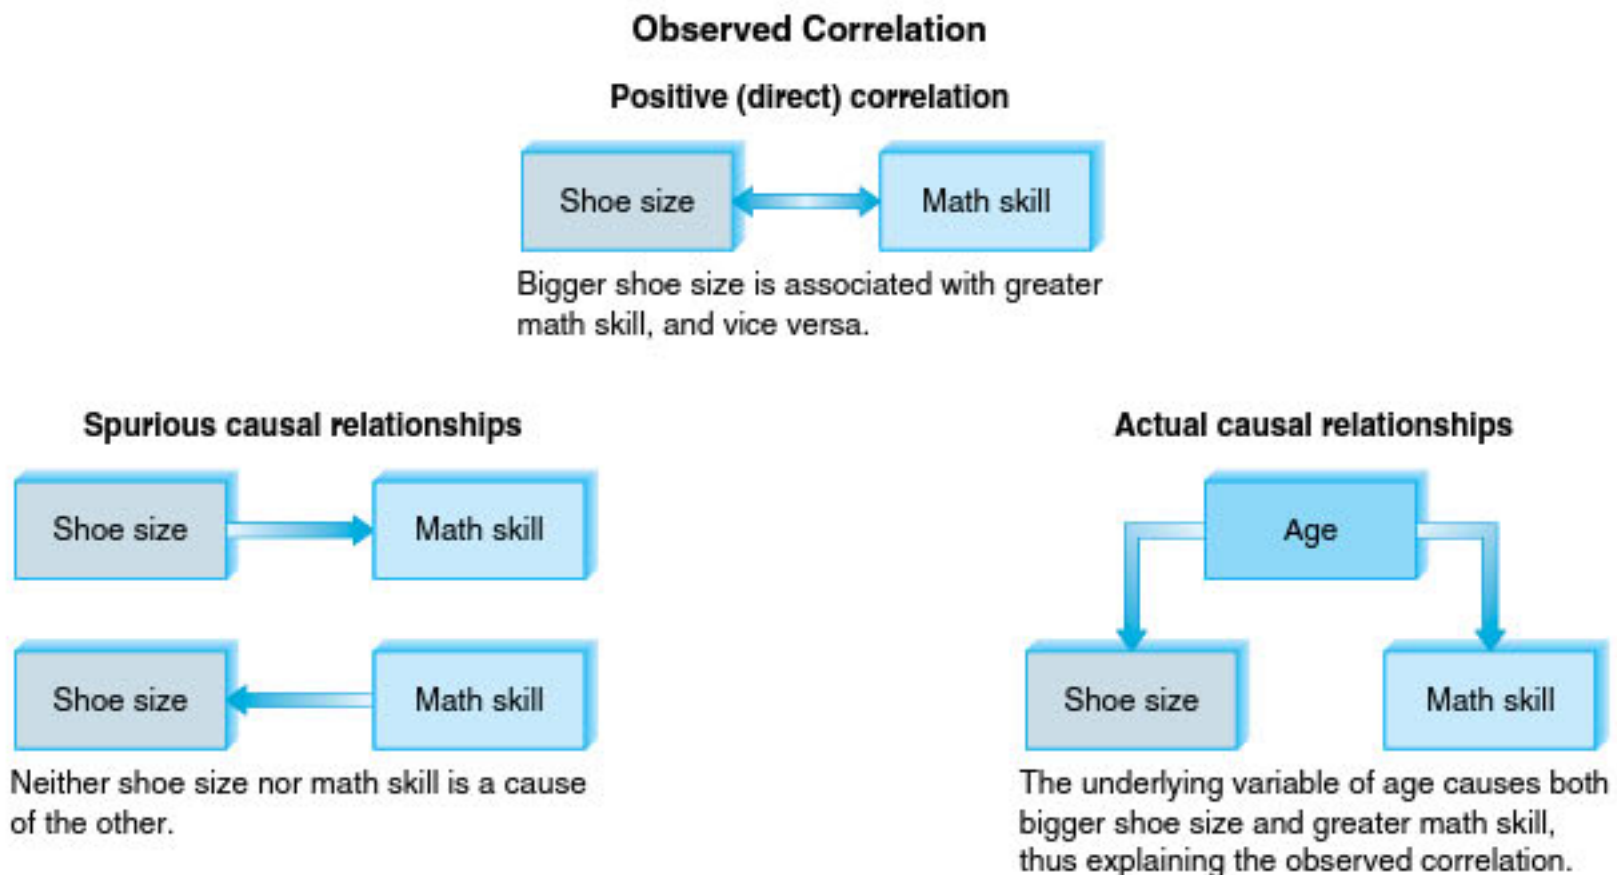 Observed Correlation
Positive (direct) correlation
Shoe size
Math skill
Bigger shoe size is associated with greater
math skill, and vice versa.
Spurious causal relationships
Shoe size
Math skill
Shoe size
Math skill
Neither shoe size nor math skill is a cause
of the other.
Actual causal relationships
Age
Shoe size
Math skill
The underlying variable of age causes both
bigger shoe size and greater math skill,
thus explaining the observed correlation.